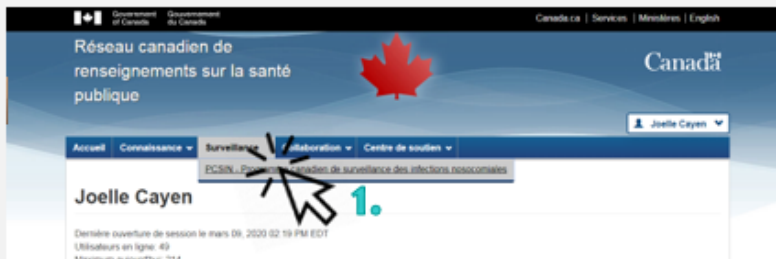 Government of Canada
Gouvernement du Canada
Canada.ca | Services | Ministères | English
Réseau canadien de
renseignements sur la santé
publique
Canada
Joelle Cayen
Accueil Connaissance Surveillance Collaboration Centre de soutien
PCSIN - Programme canadien de surveillance des infections nosocomiales
Joelle Cayen
1.
Dernière ouverture de session le mars 09, 2020 02:19 PM EDT
Utilisateurs en ligne: 49